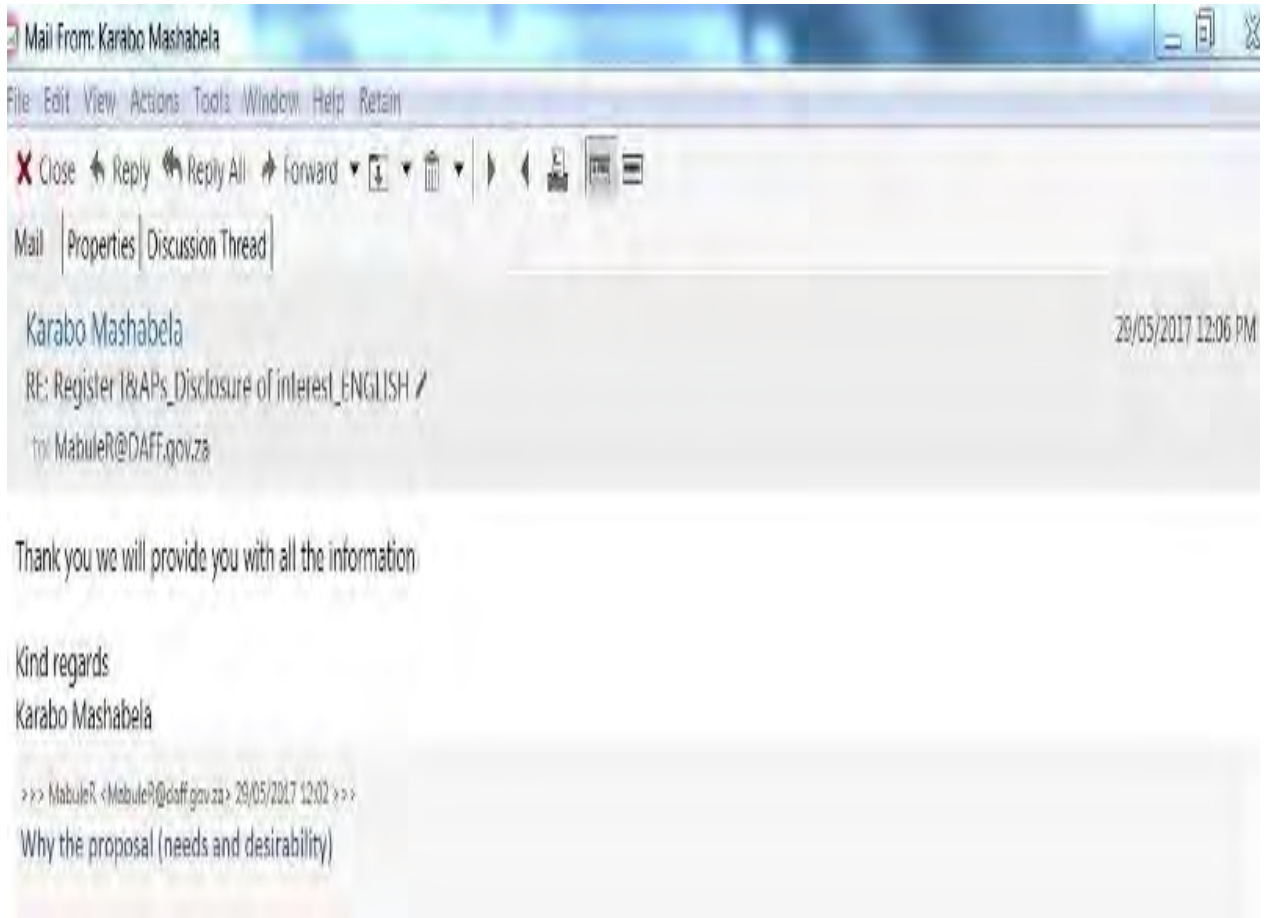 Mail From: Karabo Mashabela
File Edit View Actions Tools Window Help Retain
Close Reply Reply All Forward
Mail Properties Discussion Thread
Karabo Mashabela
29/05/2017 12:06 PM
RE: Register I&APs_Disclosure of interest_ENGLISH
to: MabuleR@DAFF.gov.za
Thank you we will provide you with all the information
Kind regards
Karabo Mashabela
>>> MabuleR <MabuleR@daff.gov.za> 29/05/2017 12:02 >>>
Why the proposal (needs and desirability)